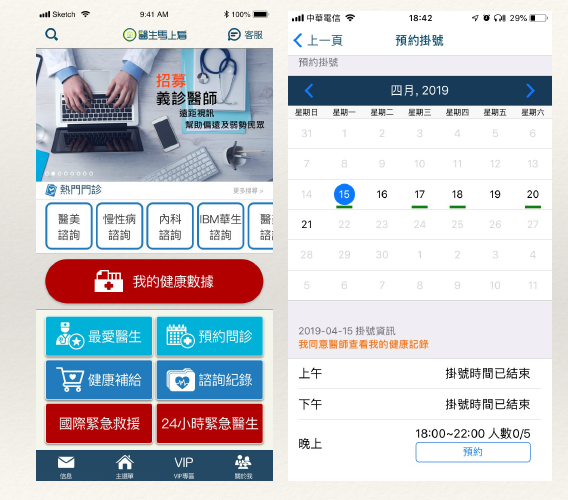 Sketch 9:41 AM 100%
醫生馬上看 客服
招募
義診醫師
遠距視訊
幫助偏遠及弱勢民眾
熱門門診 更多搜尋 >
醫美 慢性病 內科 IBM華生 醫
諮詢 諮詢 諮詢 諮詢 諮
我的健康數據
最愛醫生 預約問診
健康補給 諮詢紀錄
國際緊急救援 24小時緊急醫生
VIP
信息 主選單 VIP專區 關於我
中華電信 18:42 29%
上一頁 預約掛號
預約掛號
四月, 2019
星期日 星期一 星期二 星期三 星期四 星期五 星期六
31 1 2 3 4 5 6
7 8 9 10 11 12 13
14 15 16 17 18 19 20
21 22 23 24 25 26 27
28 29 30 1 2 3 4
5 6 7 8 9 10 11
2019-04-15 掛號資訊
我同意醫師查看我的健康記錄
上午 掛號時間已結束
下午 掛號時間已結束
晚上 18:00~22:00 人數0/5
預約